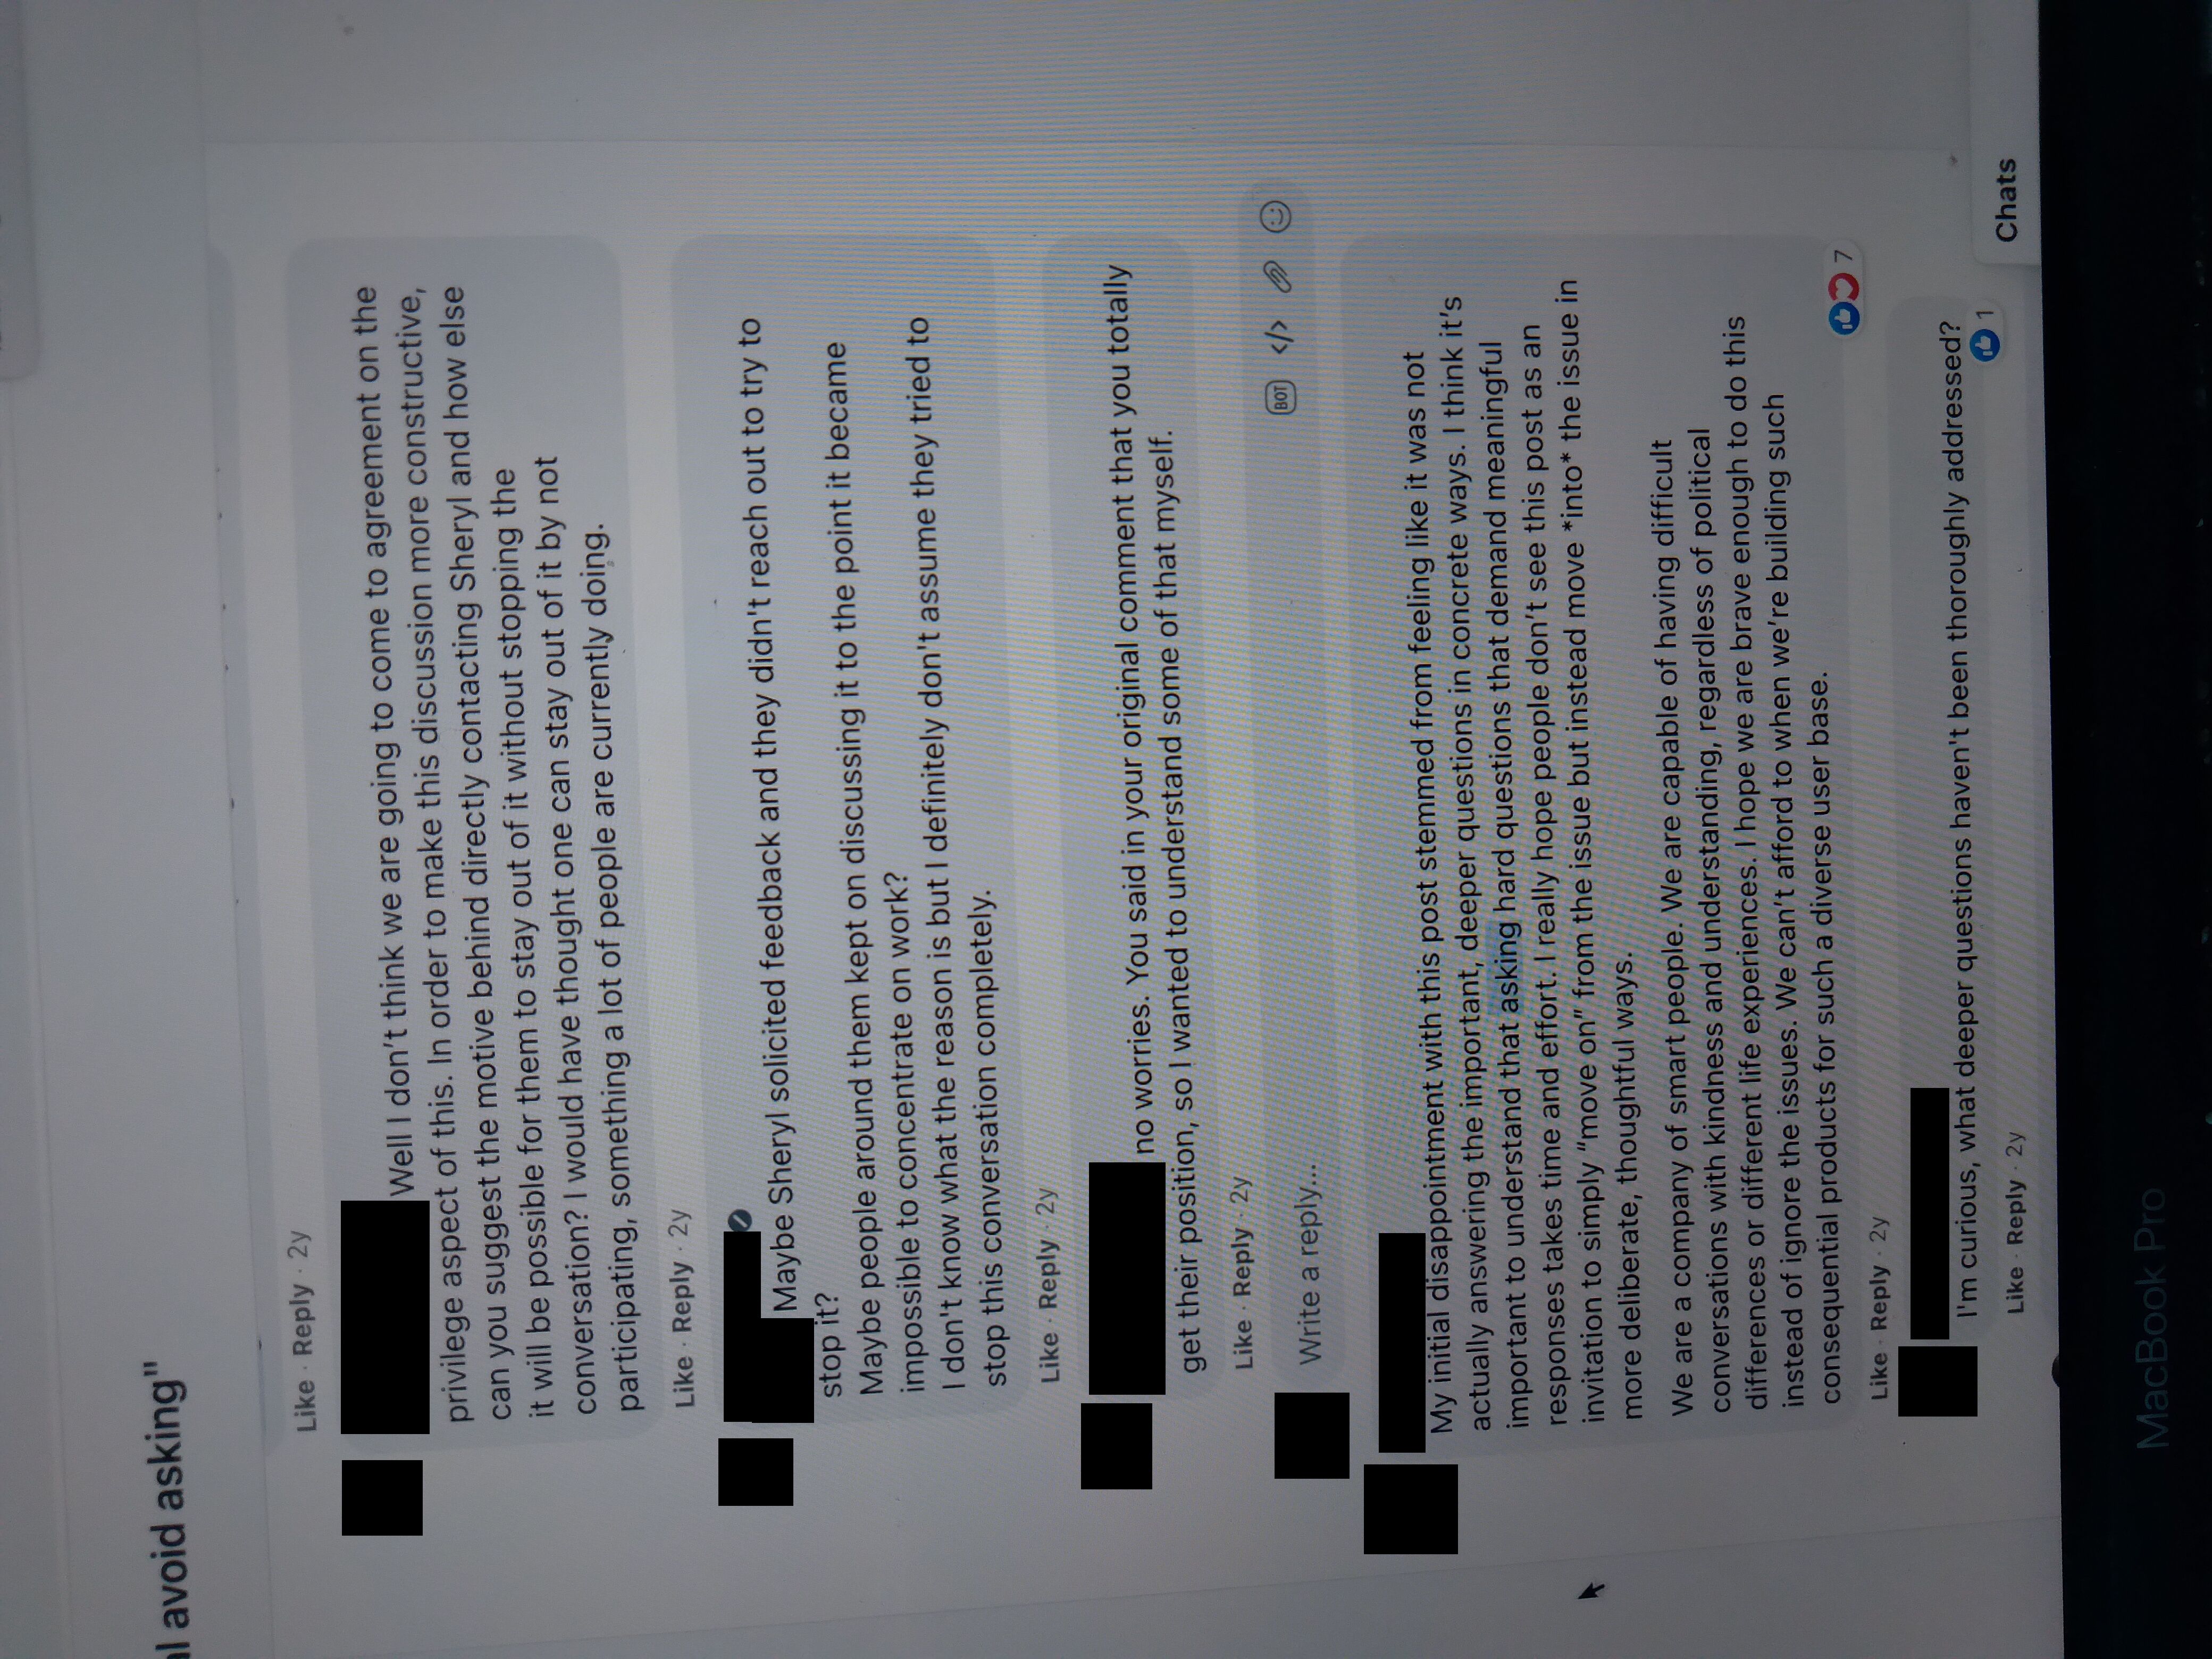 al avoid asking"
Like · Reply · 2y
Well I don't think we are going to come to agreement on the
privilege aspect of this. In order to make this discussion more constructive,
can you suggest the motive behind directly contacting Sheryl and how else
it will be possible for them to stay out of it without stopping the
conversation? I would have thought one can stay out of it by not
participating, something a lot of people are currently doing.
Like · Reply · 2y
Maybe Sheryl solicited feedback and they didn't reach out to try to
stop it?
Maybe people around them kept on discussing it to the point it became
impossible to concentrate on work?
I don't know what the reason is but I definitely don't assume they tried to
stop this conversation completely.
Like · Reply · 2y
no worries. You said in your original comment that you totally
get their position, so I wanted to understand some of that myself.
Like · Reply · 2y
Write a reply...
BOT </>
My initial disappointment with this post stemmed from feeling like it was not
actually answering the important, deeper questions in concrete ways. I think it's
important to understand that asking hard questions that demand meaningful
responses takes time and effort. I really hope people don't see this post as an
invitation to simply "move on" from the issue but instead move *into* the issue in
more deliberate, thoughtful ways.
We are a company of smart people. We are capable of having difficult
conversations with kindness and understanding, regardless of political
differences or different life experiences. I hope we are brave enough to do this
instead of ignore the issues. We can't afford to when we're building such
consequential products for such a diverse user base.
7
Like · Reply · 2y
I'm curious, what deeper questions haven't been thoroughly addressed?
1
Like · Reply · 2y
Chats
MacBook Pro